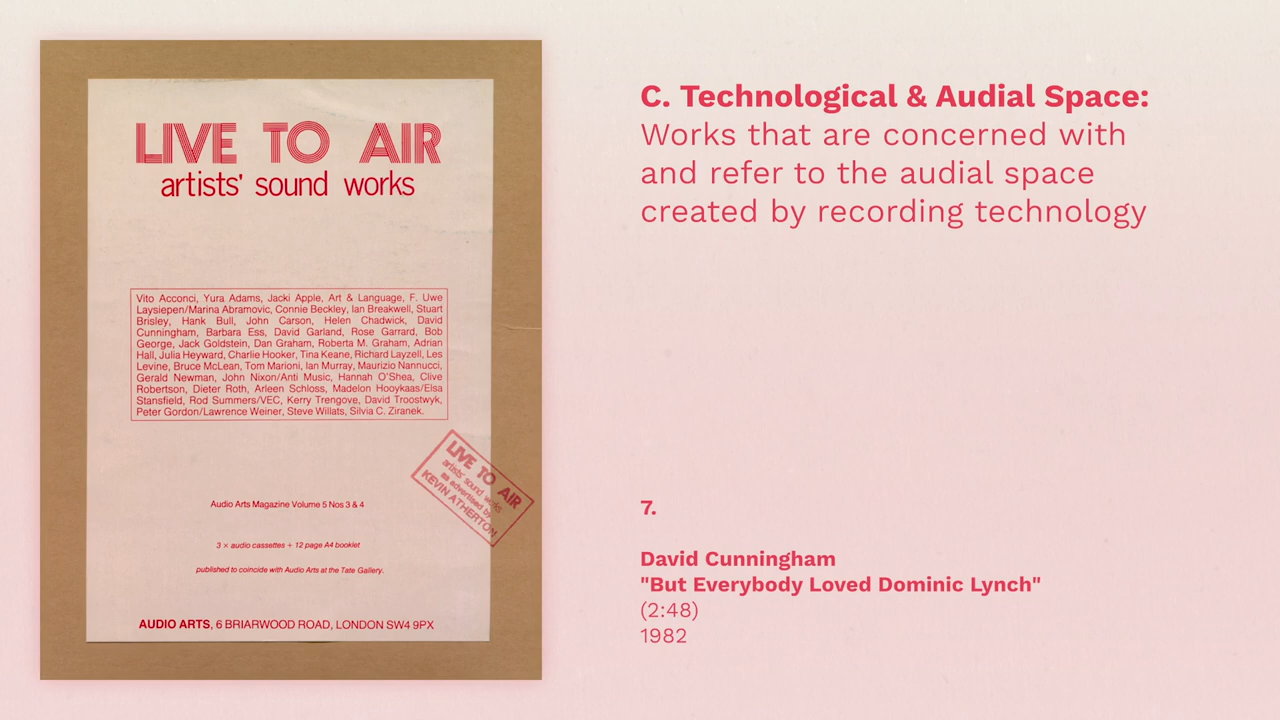 LIVE TO AIR
artists' sound works
Vito Acconci, Yura Adams, Jacki Apple, Art & Language, F. Uwe
Laysiepen/Marina Abramovic, Connie Beckley, Ian Breakwell, Stuart
Brisley, Hank Bull, John Carson, Helen Chadwick, David
Cunningham, Barbara Ess, David Garland, Rose Garrard, Bob
George, Jack Goldstein, Dan Graham, Roberta M. Graham, Adrian
Hall, Julia Heyward, Charlie Hooker, Tina Keane, Richard Layzell, Les
Levine, Bruce McLean, Tom Marioni, Ian Murray, Maurizio Nannucci,
Gerald Newman, John Nixon/Anti Music, Hannah O'Shea, Clive
Robertson, Dieter Roth, Arleen Schloss, Madelon Hooykaas/Elsa
Stansfield, Rod Summers/VEC, Kerry Trengove, David Troostwyk,
Peter Gordon/Lawrence Weiner, Steve Willats, Silvia C. Ziranek.
LIVE TO AIR
artists' sound works
as advertised by
KEVIN ATHERTON
Audio Arts Magazine Volume 5 Nos 3 & 4
3 × audio cassettes + 12 page A4 booklet
published to coincide with Audio Arts at the Tate Gallery.
AUDIO ARTS, 6 BRIARWOOD ROAD, LONDON SW4 9PX
C. Technological & Audial Space:
Works that are concerned with
and refer to the audial space
created by recording technology
7.
David Cunningham
"But Everybody Loved Dominic Lynch"
(2:48)
1982